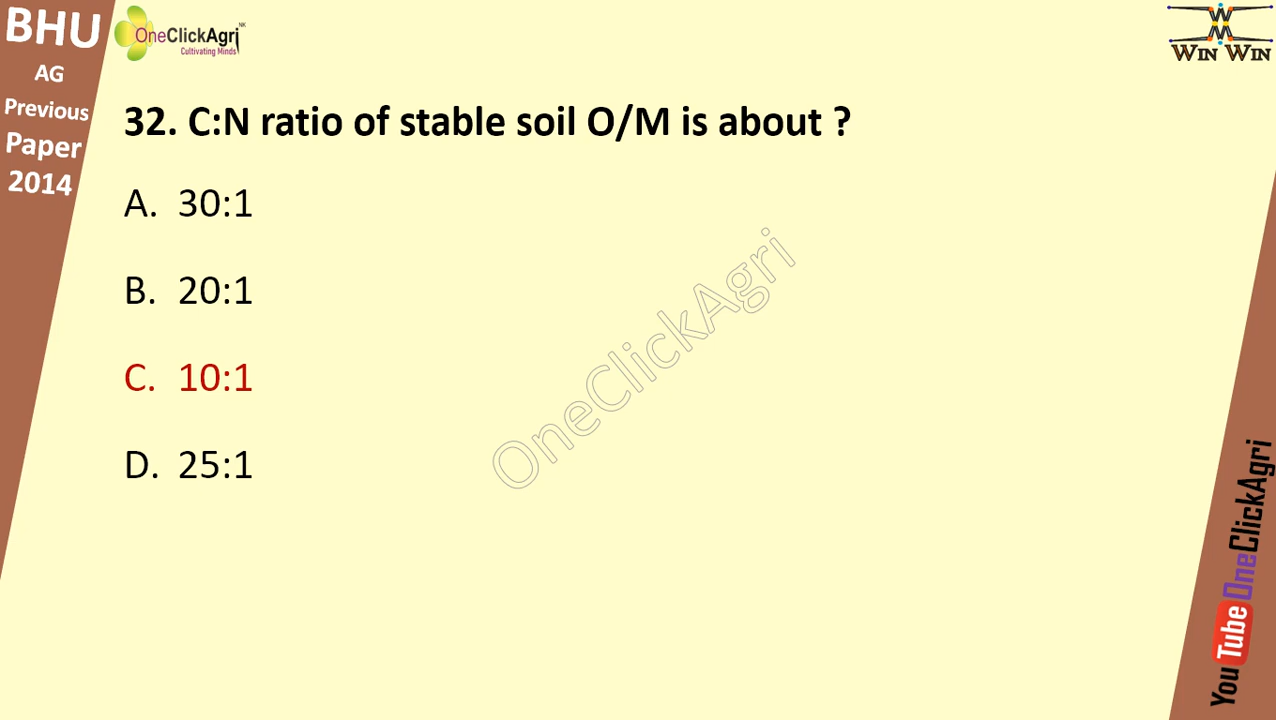 BHU
AG
Previous
Paper
2014
OneClickAgri
NK
Cultivating Minds
WIN WIN
32. C:N ratio of stable soil O/M is about ?
A. 30:1
B. 20:1
C. 10:1
D. 25:1
OneClickAgri
YouTube OneClickAgri